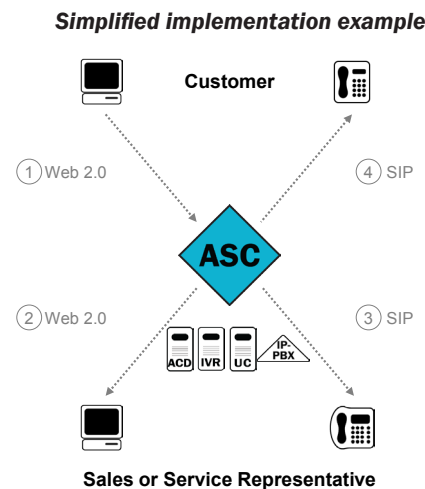 Simplified implementation example
Customer
1 Web 2.0
4 SIP
ASC
2 Web 2.0
3 SIP
ACD
IVR
UC
IP-
PBX
Sales or Service Representative